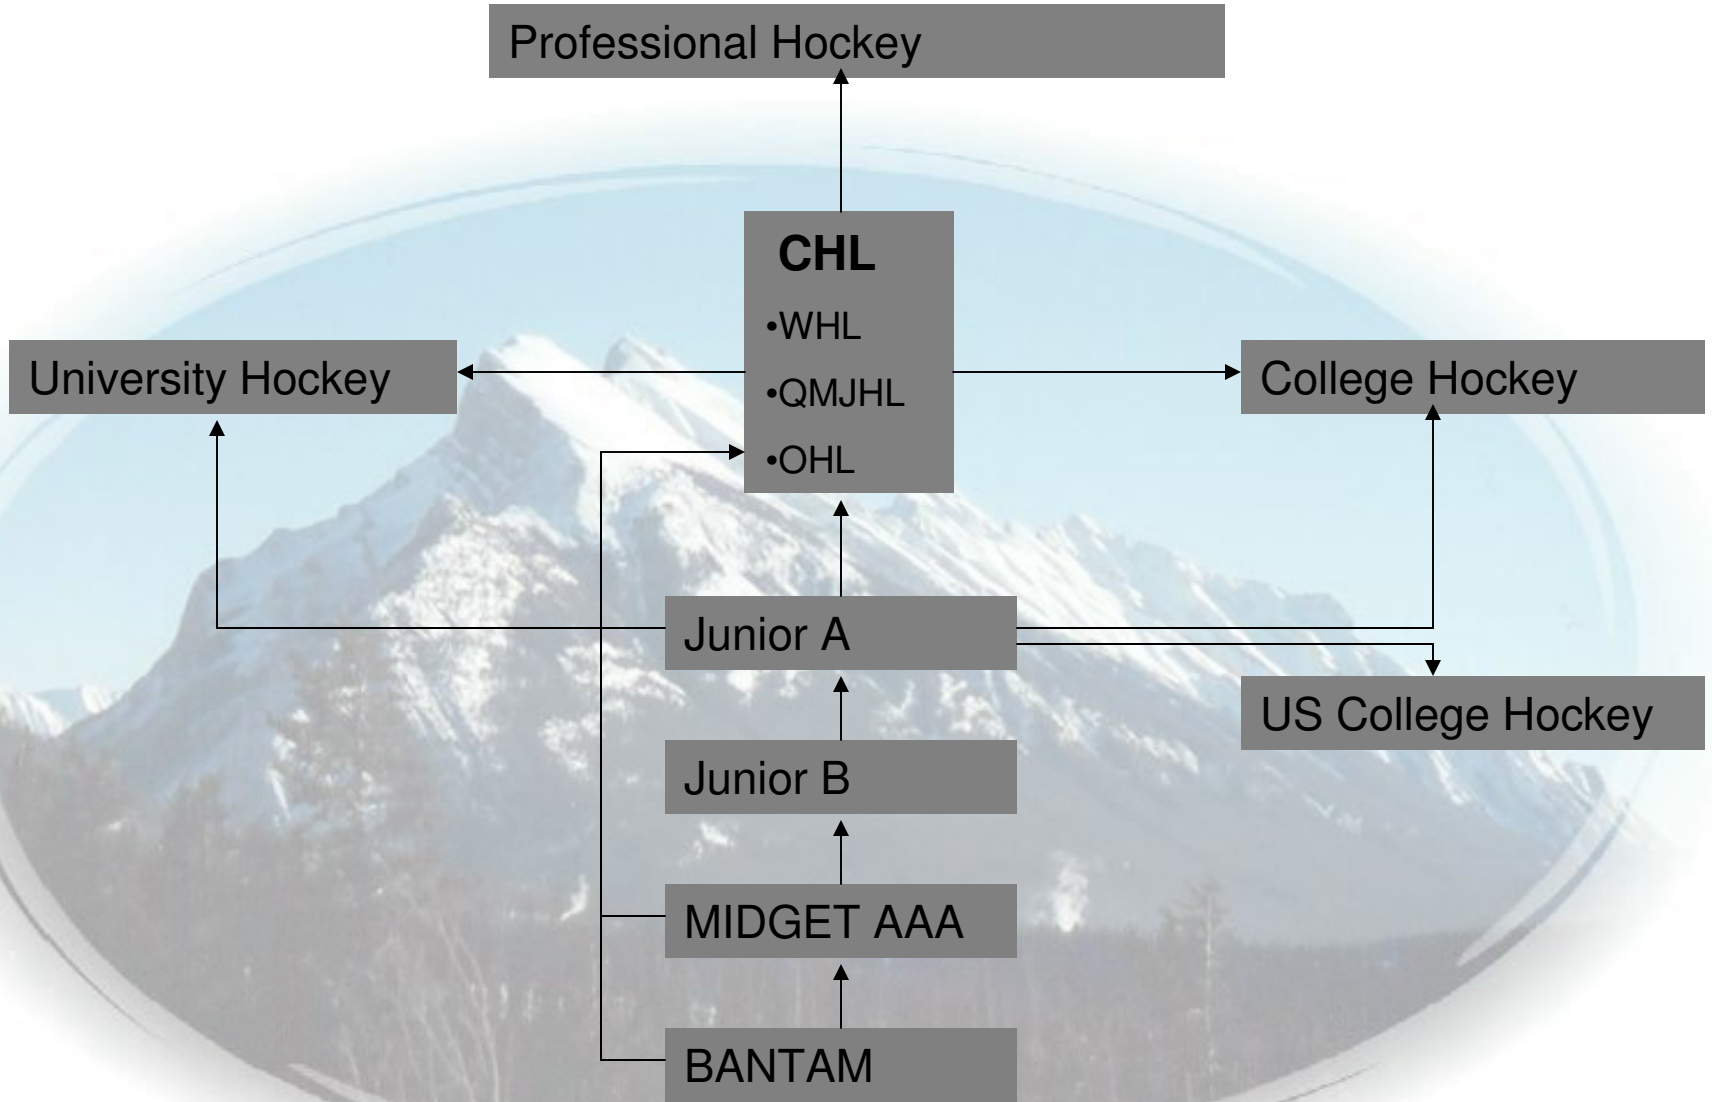 Professional Hockey
CHL
•WHL
•QMJHL
•OHL
University Hockey
College Hockey
Junior A
US College Hockey
Junior B
MIDGET AAA
BANTAM